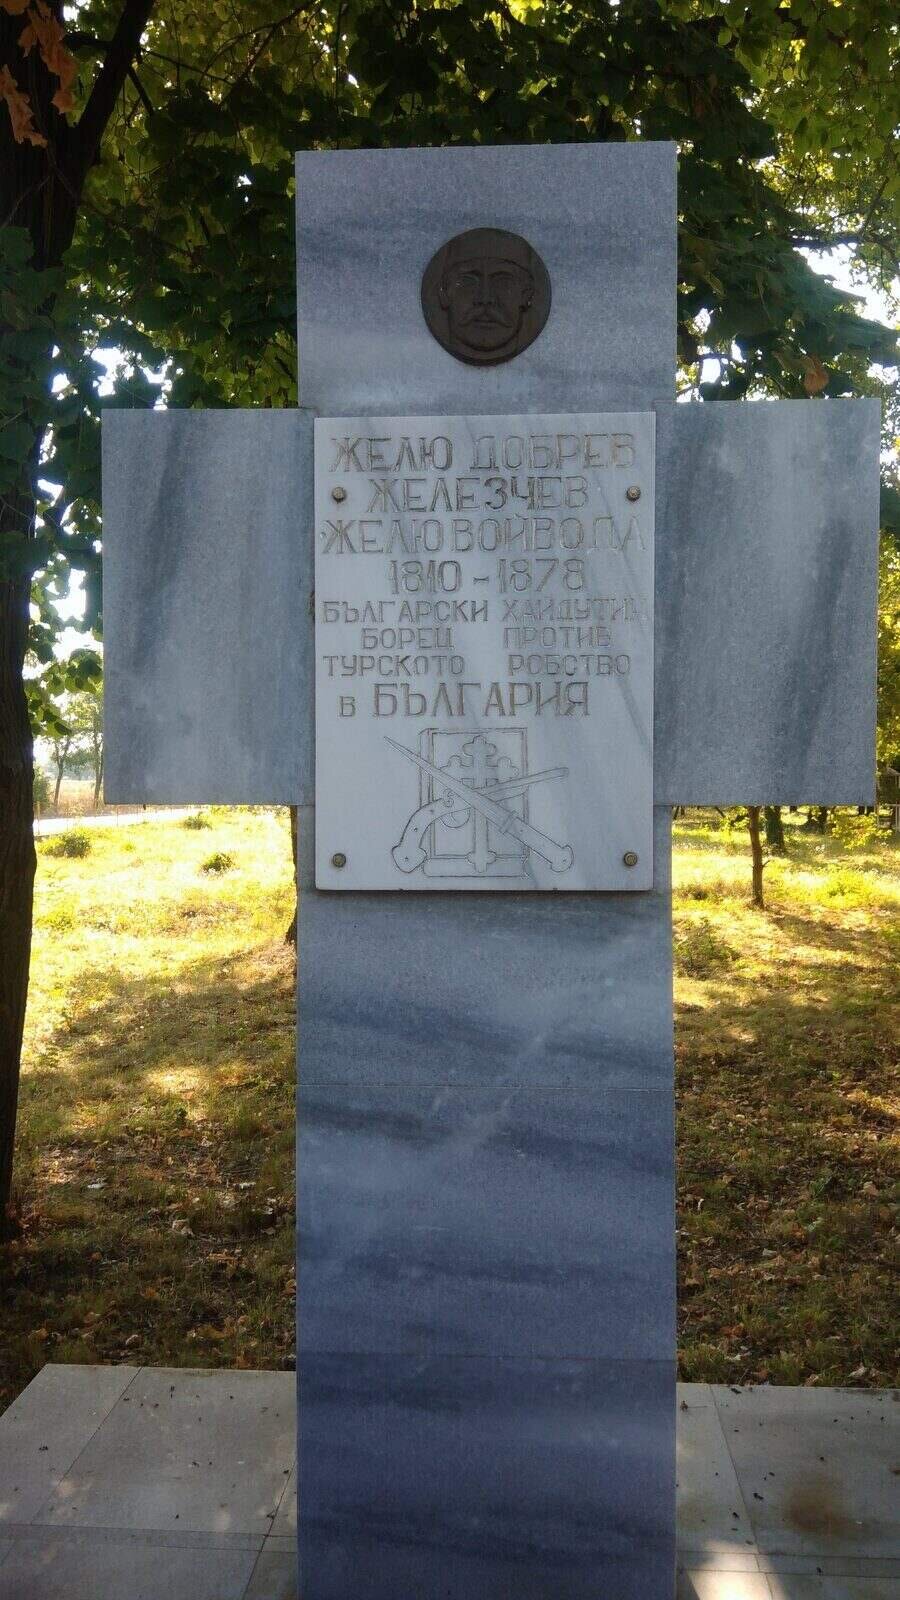 ЖЕЛЮ ДОБРЕВ
ЖЕЛЕЗЧЕВ
ЖЕЛЮ ВОЙВОДА
1810 - 1878
БЪЛГАРСКИ ХАЙДУТИН
БОРЕЦ ПРОТИВ
ТУРСКОТО РОБСТВО
в БЪЛГАРИЯ